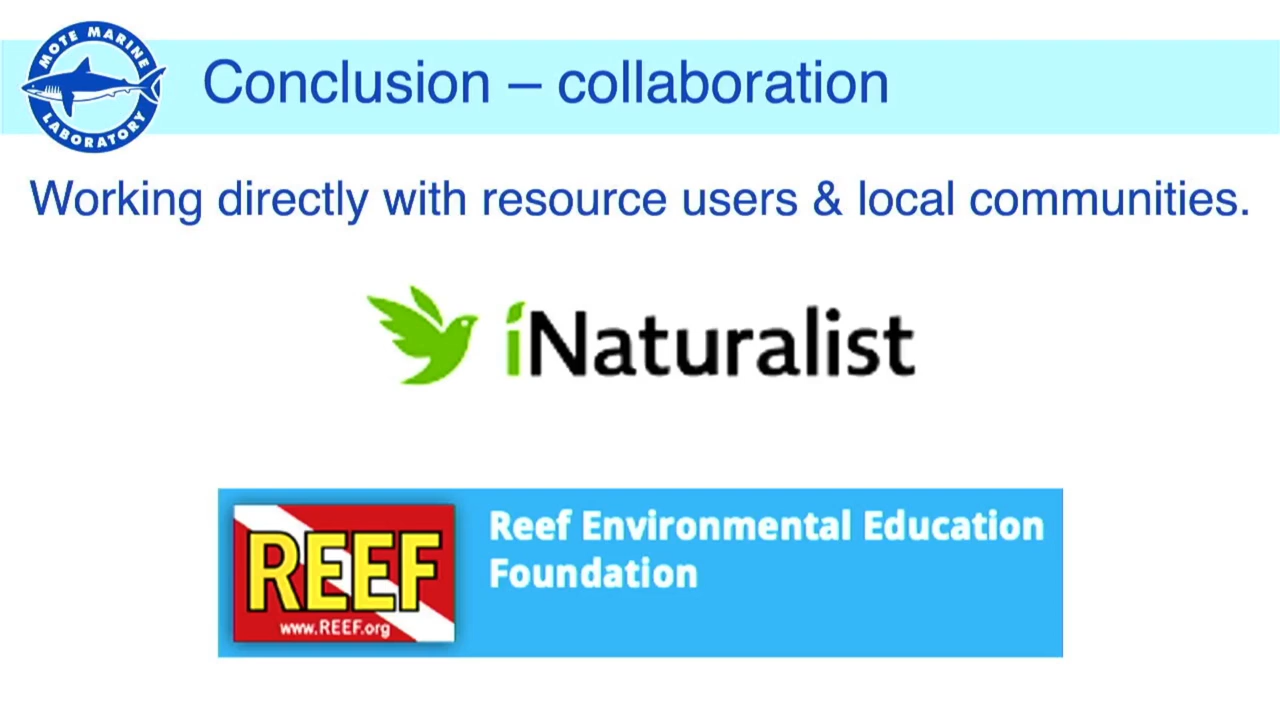 MOTE MARINE
LABORATORY
Conclusion – collaboration
Working directly with resource users & local communities.
iNaturalist
REEF
www.REEF.org
Reef Environmental Education
Foundation